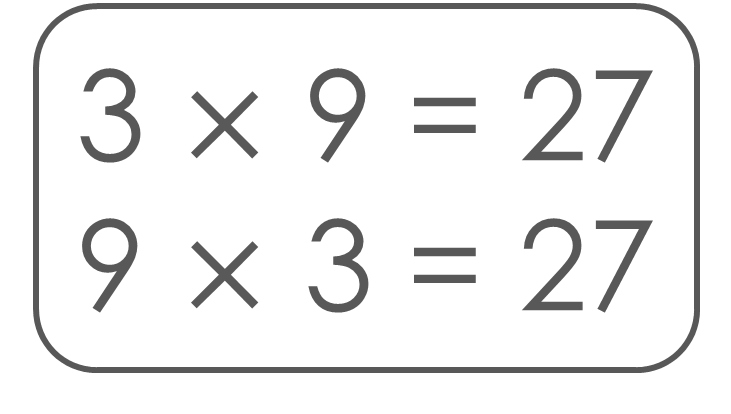 3 × 9 = 27
9 × 3 = 27